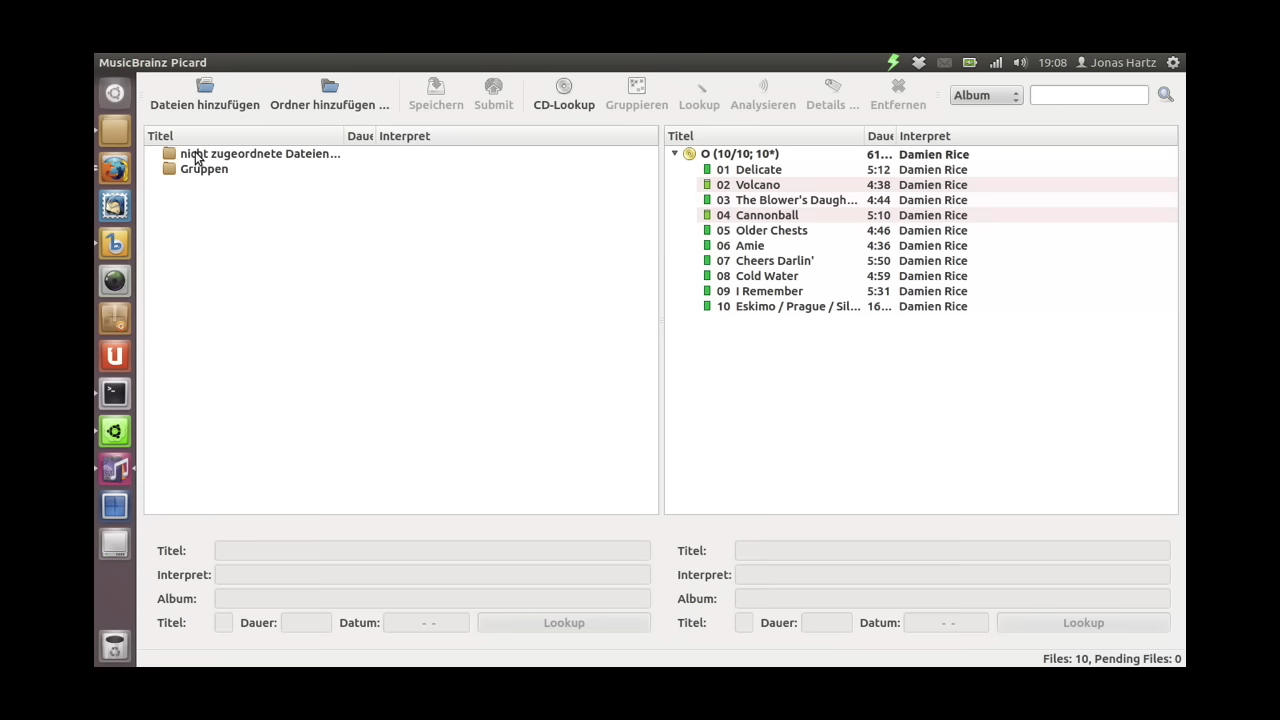 MusicBrainz Picard
19:08 Jonas Hartz
Dateien hinzufügen Ordner hinzufügen ... Speichern Submit CD-Lookup Gruppieren Lookup Analysieren Details ... Entfernen Album
Titel Daue Interpret
nicht zugeordnete Dateien...
Gruppen
Titel Daue Interpret
O (10/10; 10*) 61... Damien Rice
01 Delicate 5:12 Damien Rice
02 Volcano 4:38 Damien Rice
03 The Blower's Daugh... 4:44 Damien Rice
04 Cannonball 5:10 Damien Rice
05 Older Chests 4:46 Damien Rice
06 Amie 4:36 Damien Rice
07 Cheers Darlin' 5:50 Damien Rice
08 Cold Water 4:59 Damien Rice
09 I Remember 5:31 Damien Rice
10 Eskimo / Prague / Sil... 16... Damien Rice
Titel:
Interpret:
Album:
Titel: Dauer: Datum: - - Lookup
Titel:
Interpret:
Album:
Titel: Dauer: Datum: - - Lookup
Files: 10, Pending Files: 0